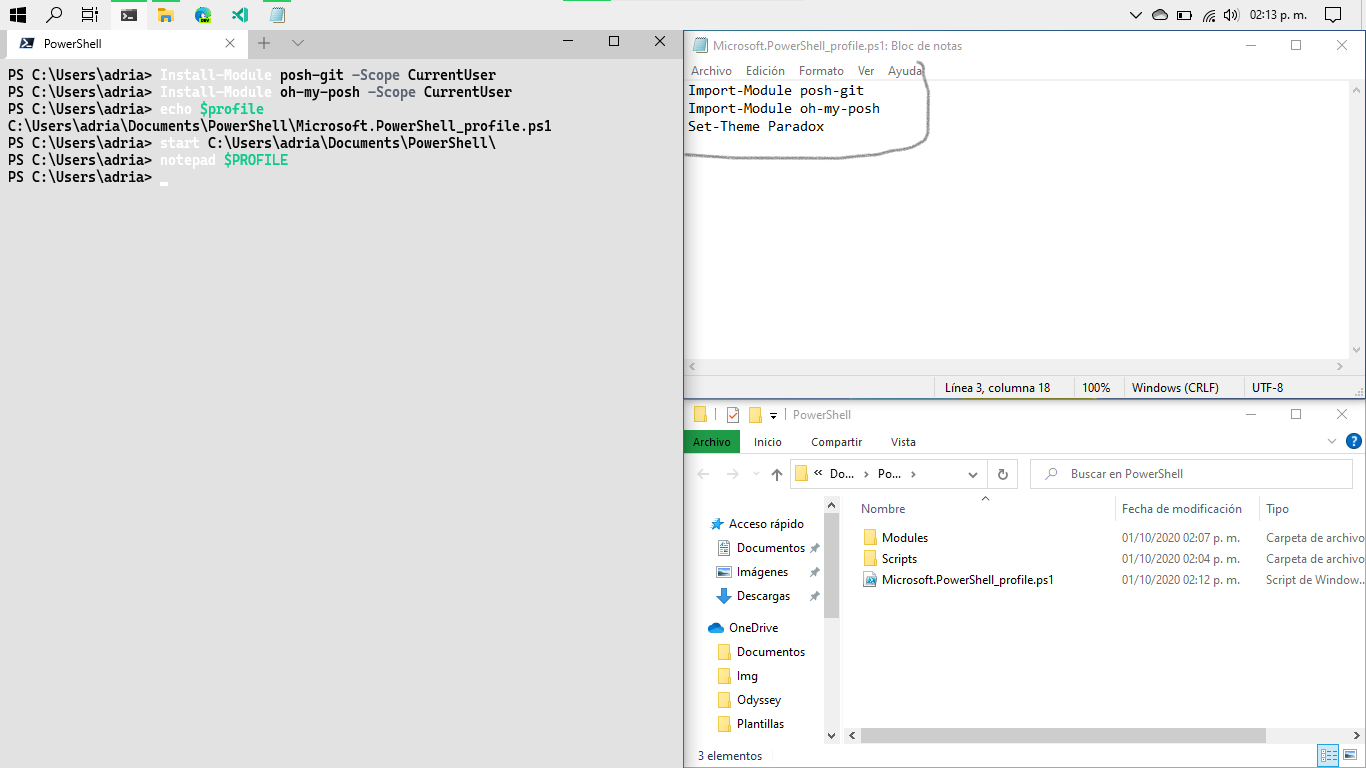 02:13 p. m.
PowerShell
PS C:\Users\adria> Install-Module posh-git -Scope CurrentUser
PS C:\Users\adria> Install-Module oh-my-posh -Scope CurrentUser
PS C:\Users\adria> echo $profile
C:\Users\adria\Documents\PowerShell\Microsoft.PowerShell_profile.ps1
PS C:\Users\adria> start C:\Users\adria\Documents\PowerShell\
PS C:\Users\adria> notepad $PROFILE
PS C:\Users\adria>
Microsoft.PowerShell_profile.ps1: Bloc de notas
Archivo Edición Formato Ver Ayuda
Import-Module posh-git
Import-Module oh-my-posh
Set-Theme Paradox
Línea 3, columna 18 100% Windows (CRLF) UTF-8
PowerShell
Archivo Inicio Compartir Vista
« Do... › Po... › Buscar en PowerShell
Nombre Fecha de modificación Tipo
Acceso rápido
Documentos
Imágenes
Descargas
OneDrive
Documentos
Img
Odyssey
Plantillas
Modules 01/10/2020 02:07 p. m. Carpeta de archivo
Scripts 01/10/2020 02:04 p. m. Carpeta de archivo
Microsoft.PowerShell_profile.ps1 01/10/2020 02:12 p. m. Script de Window...
3 elementos